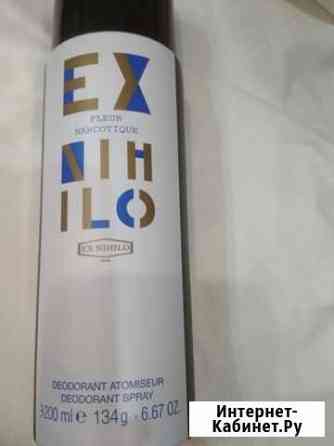 EX
FLEUR
NARCOTIQUE
NIH
ILO
EX NIHILO
DEODORANT ATOMISEUR
DEODORANT SPRAY
200 ml e 134g - 6.67 OZ.
Интернет-
Кабинет.Ру